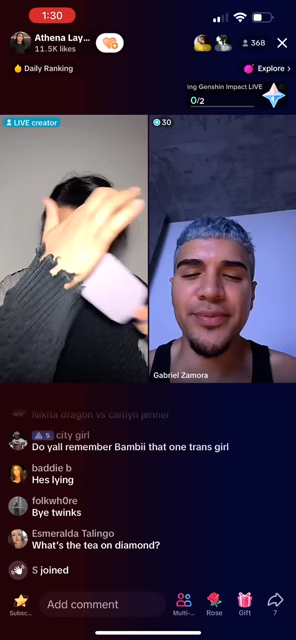 1:30
Athena Lay...
11.5K likes
368
Daily Ranking
Explore >
ing Genshin Impact LIVE
0/2
LIVE creator
30
Gabriel Zamora
Nikita dragon vs caitlyn jenner
5 city girl
Do yall remember Bambii that one trans girl
baddie b
Hes lying
folkwh0re
Bye twinks
Esmeralda Talingo
What's the tea on diamond?
S joined
Add comment
Subsc...
Multi-...
Rose
Gift
7